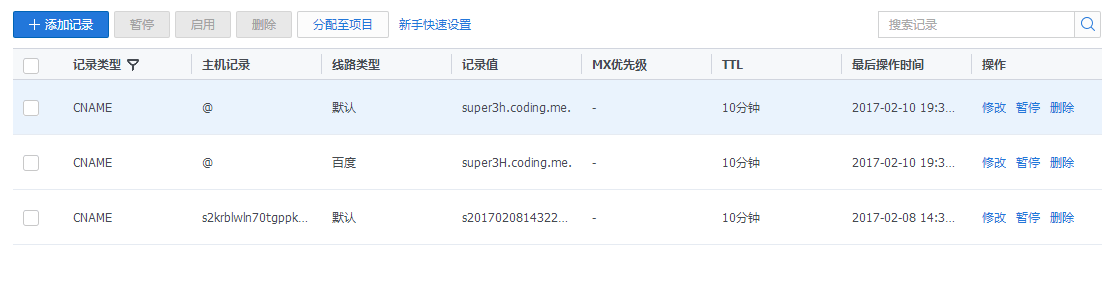 添加记录 暂停 启用 删除 分配至项目 新手快速设置 搜索记录
记录类型 主机记录 线路类型 记录值 MX优先级 TTL 最后操作时间 操作
CNAME @ 默认 super3h.coding.me. - 10分钟 2017-02-10 19:3... 修改 暂停 删除
CNAME @ 百度 super3H.coding.me. - 10分钟 2017-02-10 19:3... 修改 暂停 删除
CNAME s2krblwln70tgppk... 默认 s2017020814322... - 10分钟 2017-02-08 14:3... 修改 暂停 删除